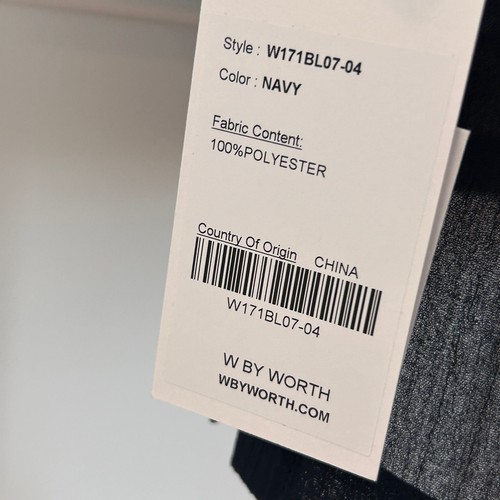 Style : W171BL07-04
Color : NAVY
Fabric Content:
100%POLYESTER
Country Of Origin CHINA
W171BL07-04
W BY WORTH
WBYWORTH.COM